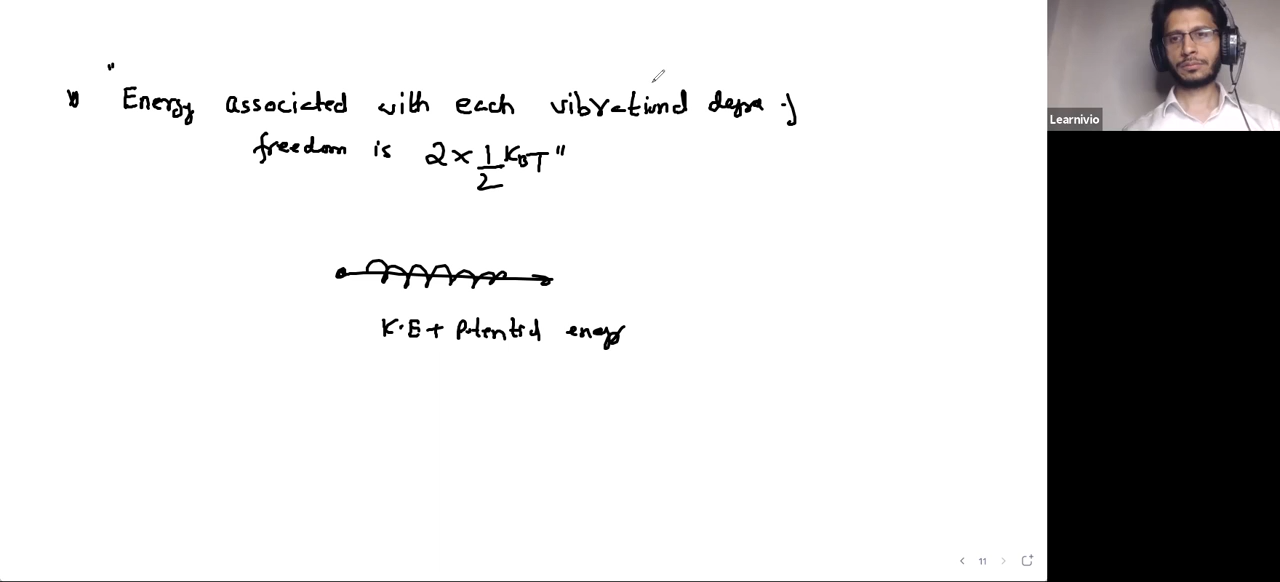 "Energy associated with each vibrational degree of
freedom is 2 × 1/2 KBT"
K.E + Potential energy
Learnivio
11